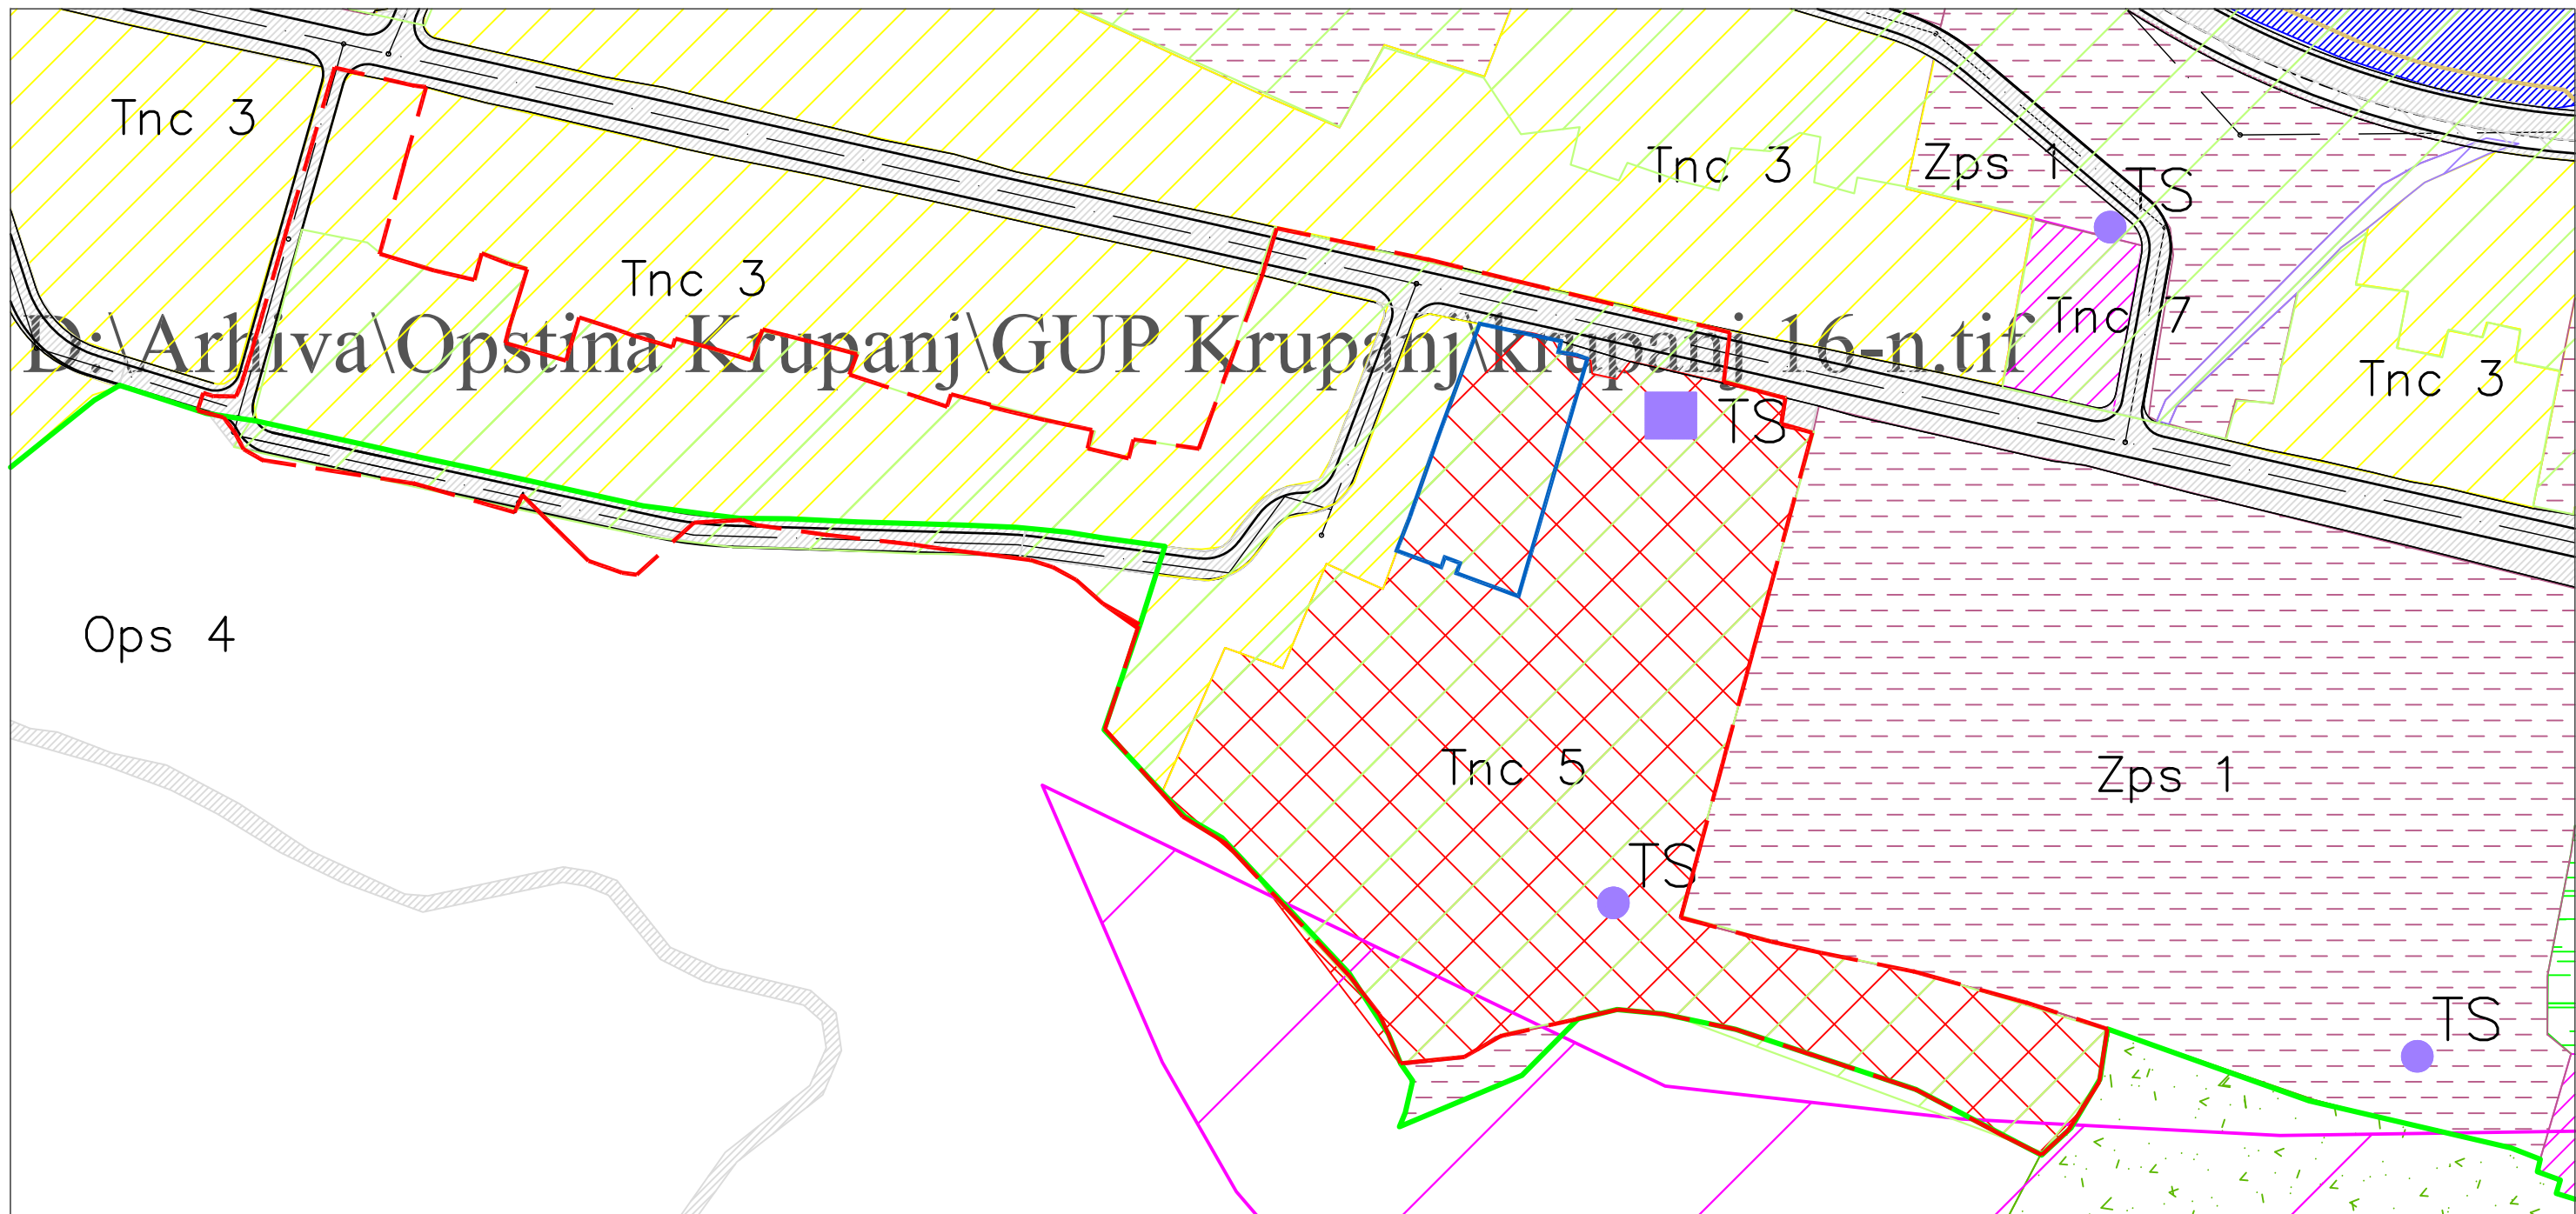 Tnc 3
Tnc 3
Zps 1
TS
Tnc 3
Tnc 7
D:\Arhiva\Opstina Krupanj\GUP Krupanj\krupanj 16-n.tif
Tnc 3
TS
Ops 4
Tnc 5
Zps 1
TS
TS